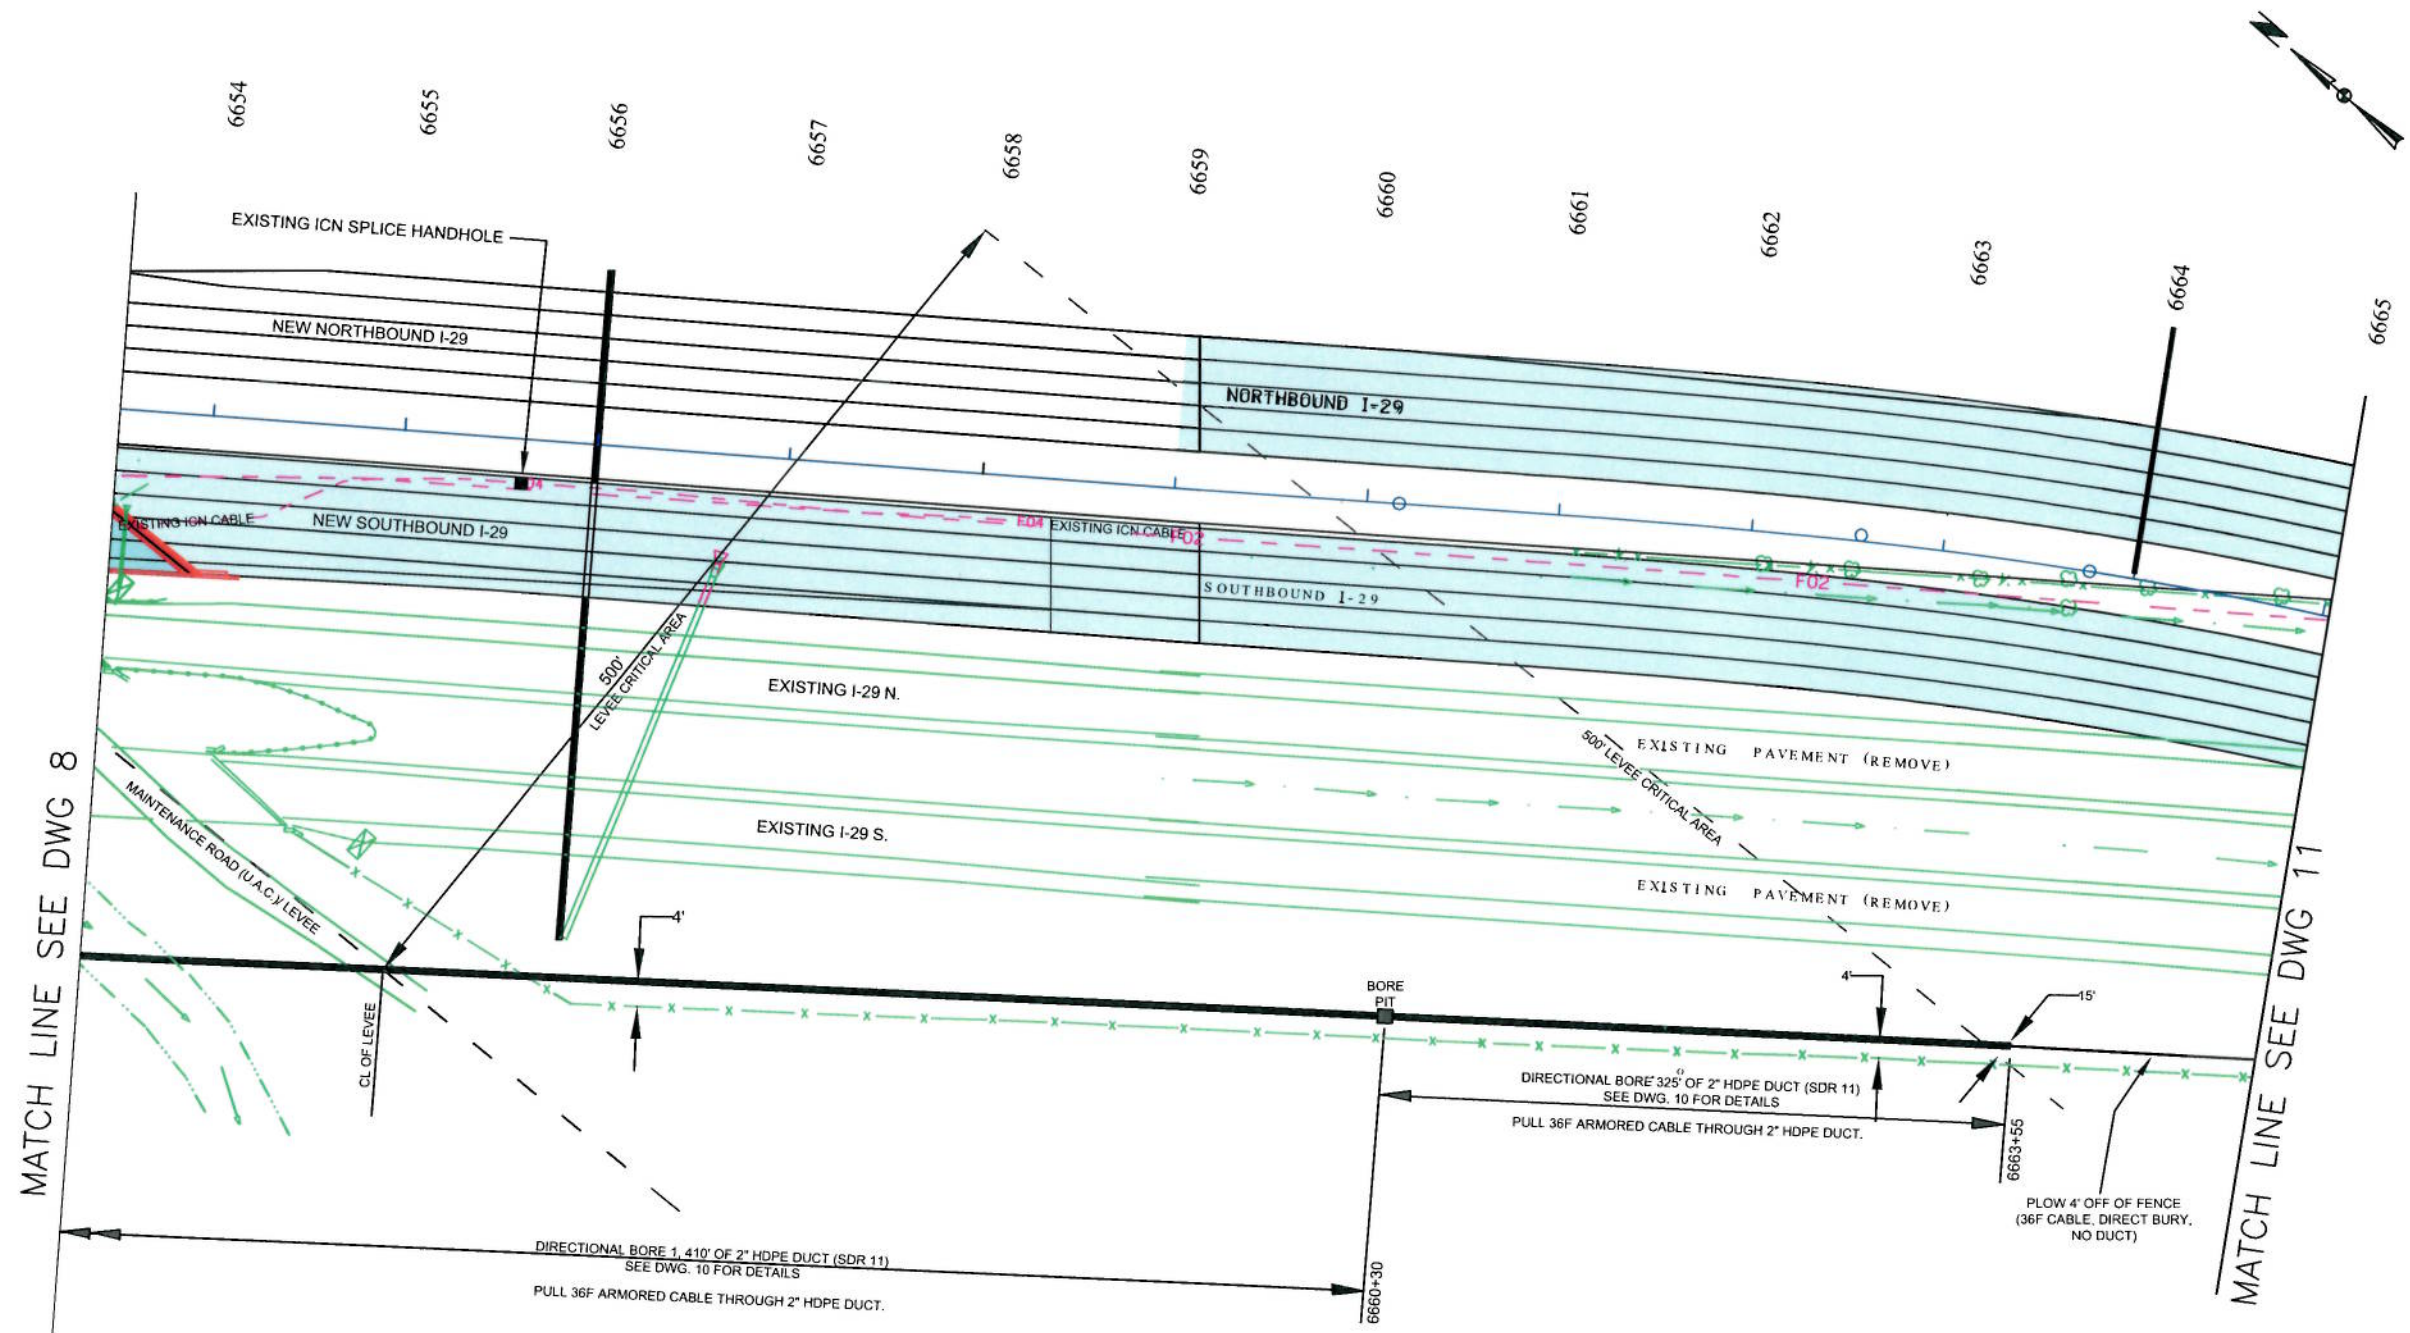 N
6654
6655
6656
6657
6658
6659
6660
6661
6662
6663
6664
6665
EXISTING ICN SPLICE HANDHOLE
NEW NORTHBOUND I-29
NORTHBOUND I-29
04
EXISTING ICN CABLE
NEW SOUTHBOUND I-29
F04
EXISTING ICN CABLE
F02
SOUTHBOUND I-29
F02
500'
LEVEE CRITICAL AREA
EXISTING I-29 N.
500' LEVEE CRITICAL AREA
EXISTING PAVEMENT (REMOVE)
MAINTENANCE ROAD (U.A.C.)/ LEVEE
EXISTING I-29 S.
EXISTING PAVEMENT (REMOVE)
MATCH LINE SEE DWG 8
MATCH LINE SEE DWG 11
4'
BORE
PIT
4'
15'
CL OF LEVEE
DIRECTIONAL BORE 325' OF 2" HDPE DUCT (SDR 11)
SEE DWG. 10 FOR DETAILS
PULL 36F ARMORED CABLE THROUGH 2" HDPE DUCT.
6663+55
PLOW 4' OFF OF FENCE
(36F CABLE, DIRECT BURY,
NO DUCT)
DIRECTIONAL BORE 1, 410' OF 2" HDPE DUCT (SDR 11)
SEE DWG. 10 FOR DETAILS
PULL 36F ARMORED CABLE THROUGH 2" HDPE DUCT.
6660+30